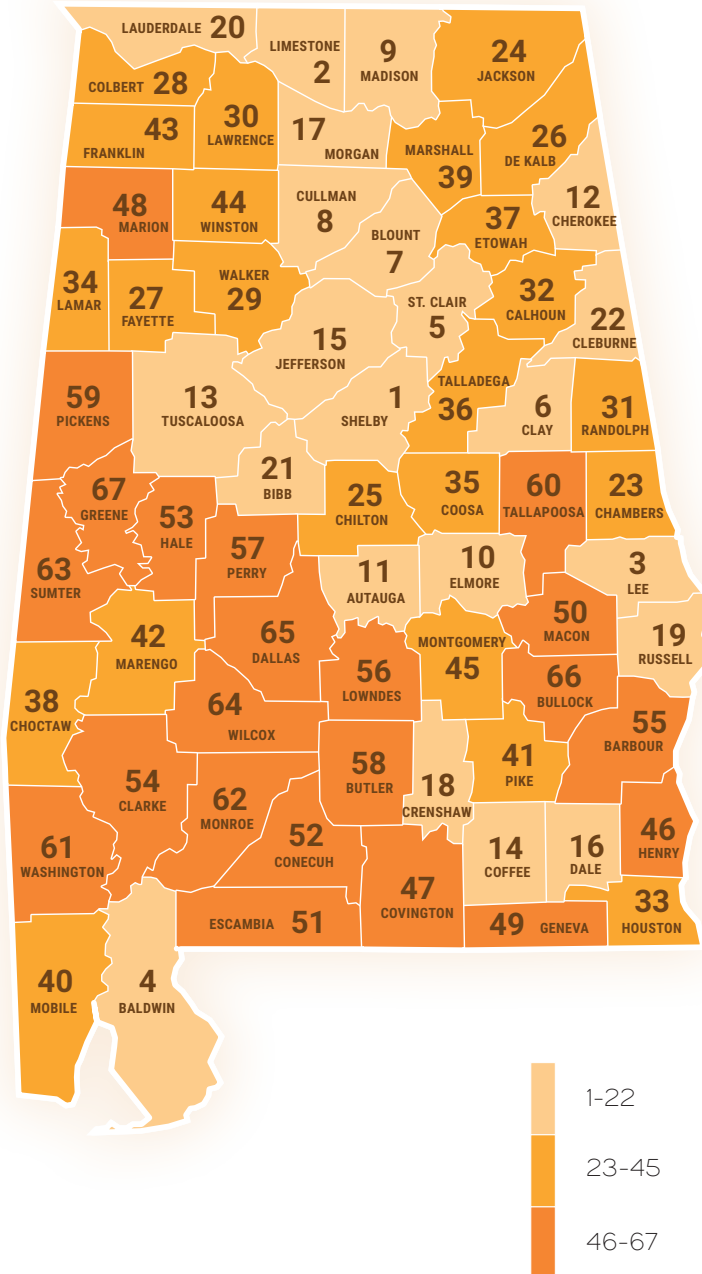 LAUDERDALE 20
LIMESTONE
2
9
MADISON
24
JACKSON
COLBERT 28
30
LAWRENCE
43
FRANKLIN
17
MORGAN
MARSHALL
39
26
DE KALB
48
MARION
44
WINSTON
CULLMAN
8
BLOUNT
7
37
ETOWAH
12
CHEROKEE
34
LAMAR
27
FAYETTE
WALKER
29
ST. CLAIR
5
32
CALHOUN
22
CLEBURNE
15
JEFFERSON
59
PICKENS
13
TUSCALOOSA
1
SHELBY
TALLADEGA
36
6
CLAY
31
RANDOLPH
67
GREENE
53
HALE
21
BIBB
25
CHILTON
35
COOSA
60
TALLAPOOSA
23
CHAMBERS
63
SUMTER
57
PERRY
11
AUTAUGA
10
ELMORE
3
LEE
42
MARENGO
65
DALLAS
56
LOWNDES
MONTGOMERY
45
50
MACON
19
RUSSELL
38
CHOCTAW
64
WILCOX
66
BULLOCK
55
BARBOUR
54
CLARKE
62
MONROE
58
BUTLER
18
CRENSHAW
41
PIKE
61
WASHINGTON
52
CONECUH
14
COFFEE
16
DALE
46
HENRY
ESCAMBIA 51
47
COVINGTON
49 GENEVA
33
HOUSTON
40
MOBILE
4
BALDWIN
1-22
23-45
46-67